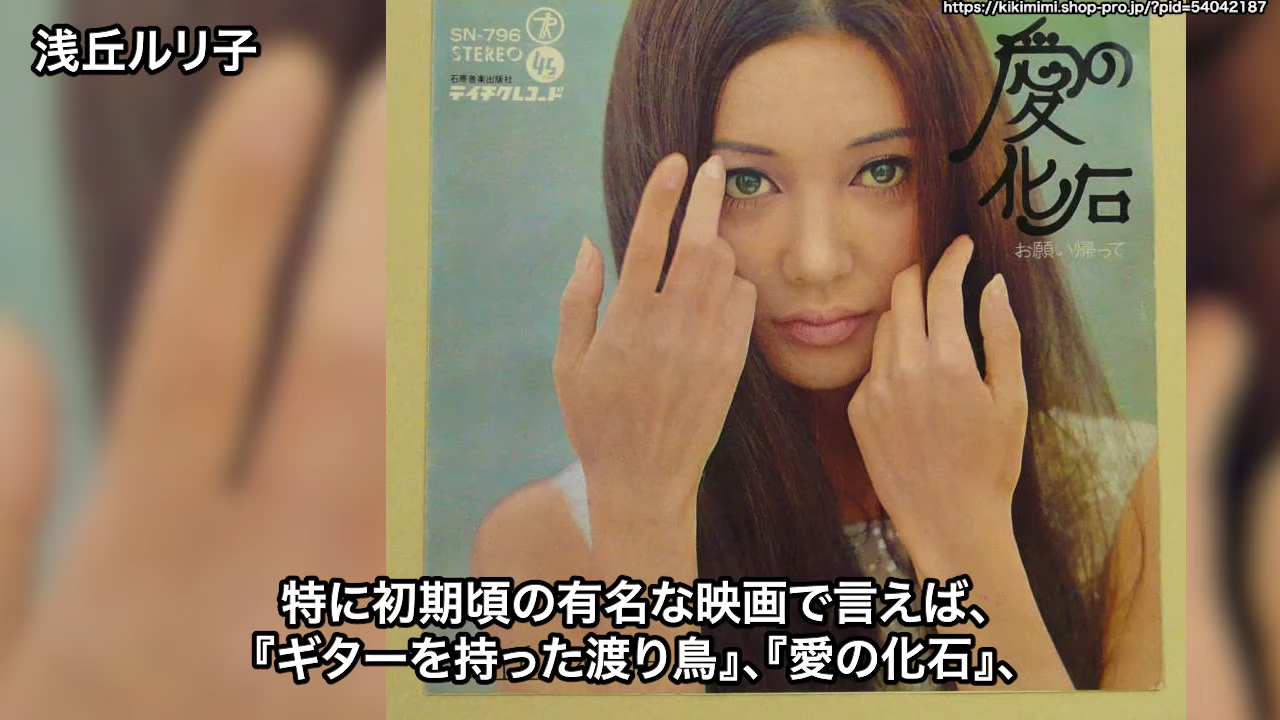 https://kikimimi.shop-pro.jp/?pid=54042187
浅丘ルリ子
SN-796
STEREO
45
石原音楽出版社
テイチクレコード
愛の
化石
お願い帰って
特に初期頃の有名な映画で言えば、
『ギターを持った渡り鳥』、『愛の化石』、